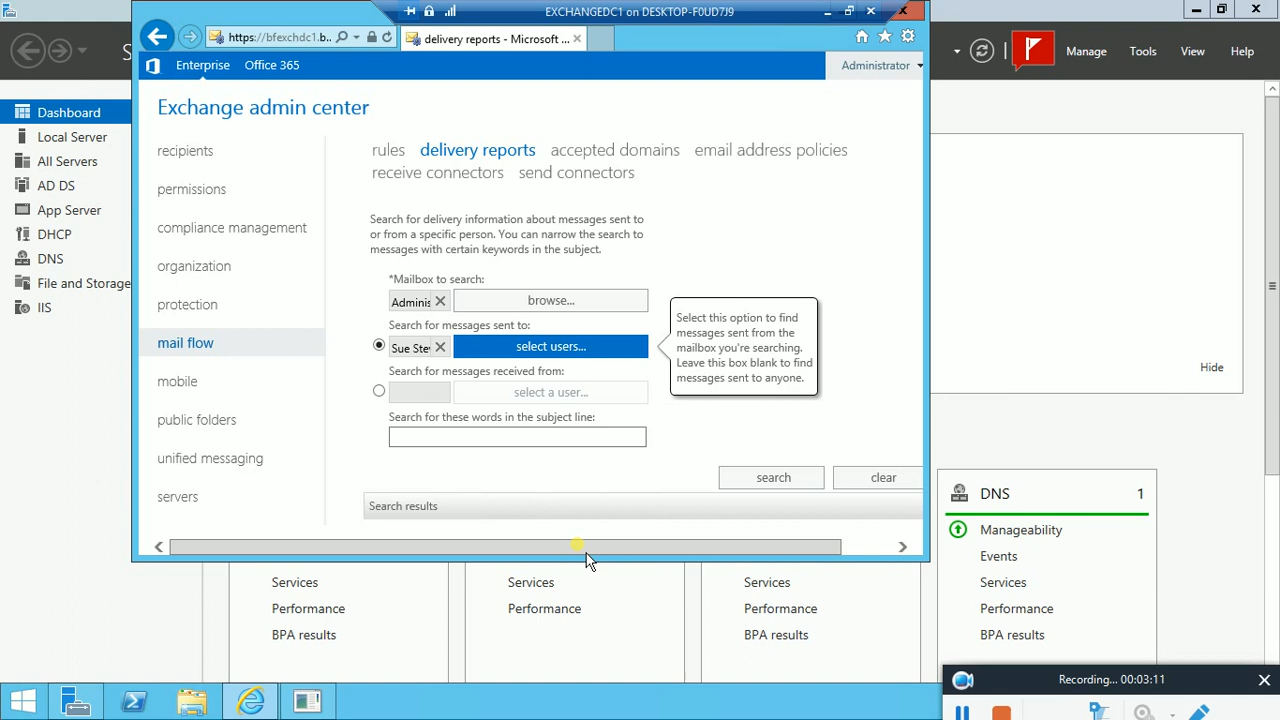 EXCHANGEDC1 on DESKTOP-F0UD7J9
https://bfexchdc1.b...
delivery reports - Microsoft ...
Enterprise
Office 365
Administrator
Manage
Tools
View
Help
Exchange admin center
Dashboard
Local Server
All Servers
AD DS
App Server
DHCP
DNS
File and Storage
IIS
recipients
permissions
compliance management
organization
protection
mail flow
mobile
public folders
unified messaging
servers
rules
delivery reports
accepted domains
email address policies
receive connectors
send connectors
Search for delivery information about messages sent to
or from a specific person. You can narrow the search to
messages with certain keywords in the subject.
*Mailbox to search:
Adminis
browse...
Search for messages sent to:
Sue Ste
select users...
Search for messages received from:
select a user...
Search for these words in the subject line:
Select this option to find
messages sent from the
mailbox you're searching.
Leave this box blank to find
messages sent to anyone.
search
clear
Search results
Hide
DNS
1
Manageability
Events
Services
Performance
BPA results
Services
Performance
BPA results
Services
Performance
Services
Performance
BPA results
Recording... 00:03:11